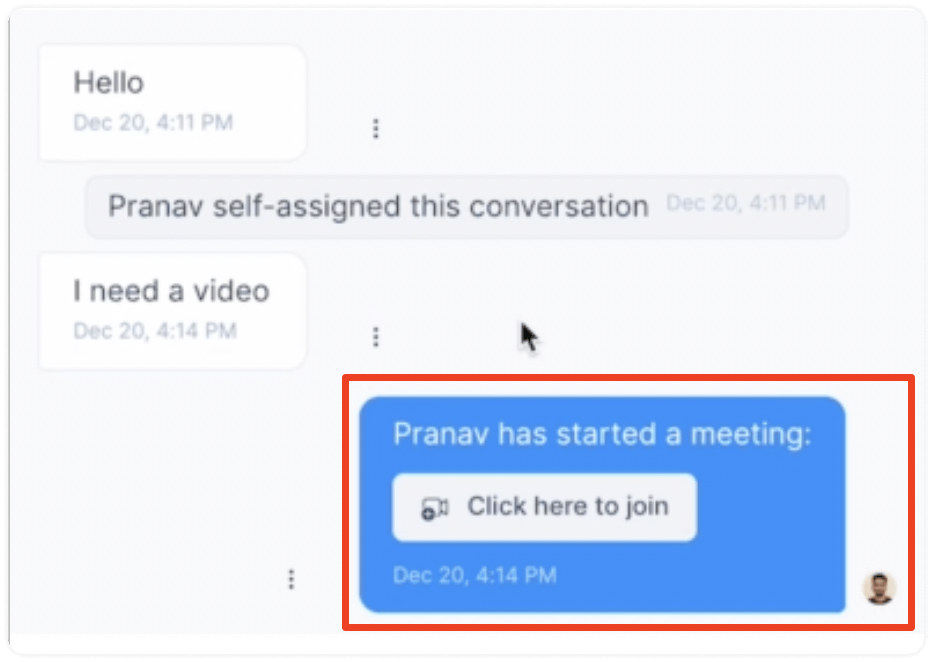 Hello
Dec 20, 4:11 PM
Pranav self-assigned this conversation Dec 20, 4:11 PM
I need a video
Dec 20, 4:14 PM
Pranav has started a meeting:
Click here to join
Dec 20, 4:14 PM